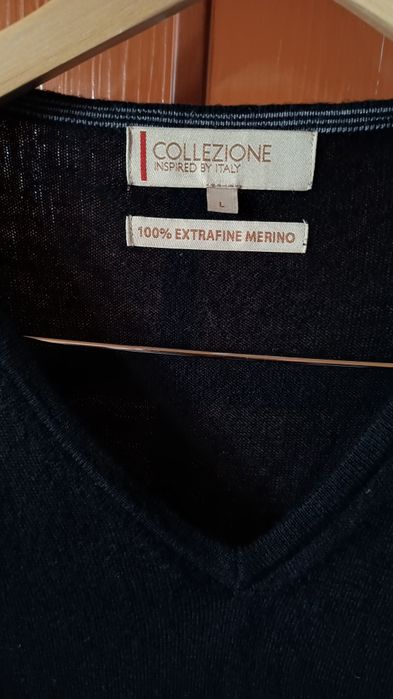 COLLEZIONE
INSPIRED BY ITALY
L
100% EXTRAFINE MERINO